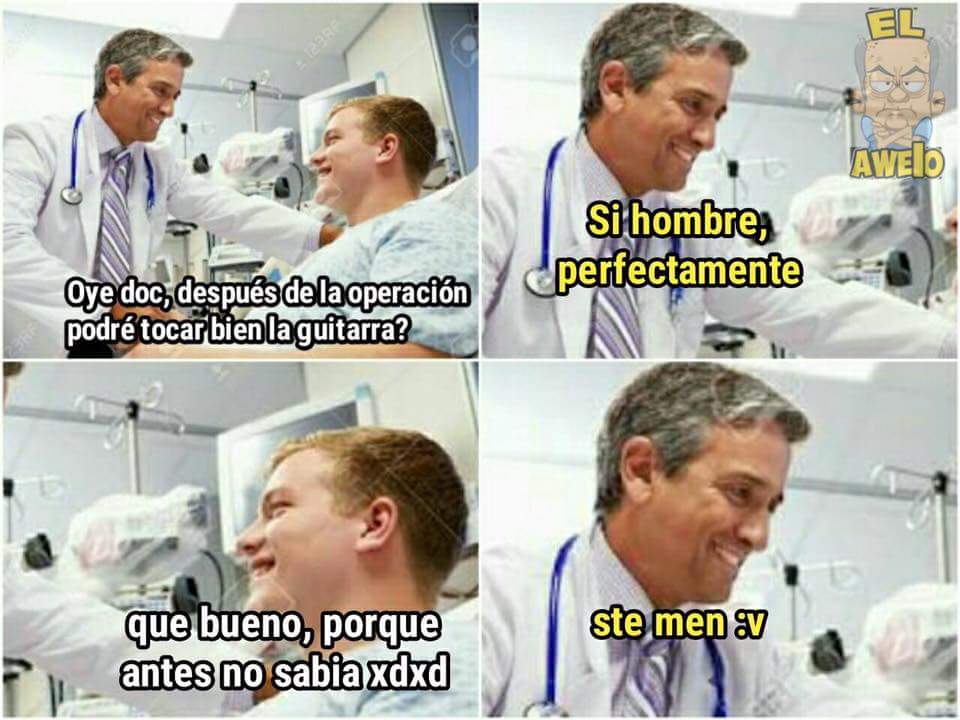 Oye doc, después de la operación
podré tocar bien la guitarra?
EL
AWElO
Si hombre,
perfectamente
que bueno, porque
antes no sabia xdxd
ste men :v
123RF